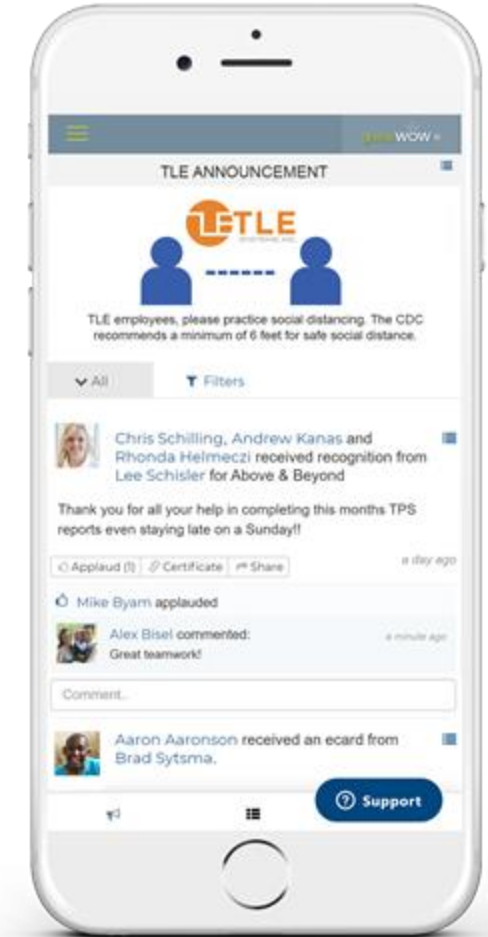 WOW
TLE ANNOUNCEMENT
TLE
TLE employees, please practice social distancing. The CDC
recommends a minimum of 6 feet for safe social distance.
All
Filters
Chris Schilling, Andrew Kanas and
Rhonda Helmeczi received recognition from
Lee Schisler for Above & Beyond
Thank you for all your help in completing this months TPS
reports even staying late on a Sunday!!
Applaud (1) Certificate Share a day ago
Mike Byam applauded
Alex Bisel commented: a minute ago
Great teamwork!
Comment..
Aaron Aaronson received an ecard from
Brad Sytsma.
Support